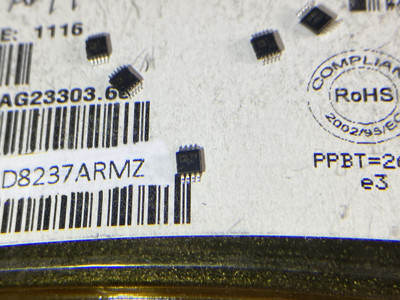 E: 1116
AG23303.6
D8237ARMZ
COMPLIAN
RoHS
2002/95/EC
PPBT=2
e3